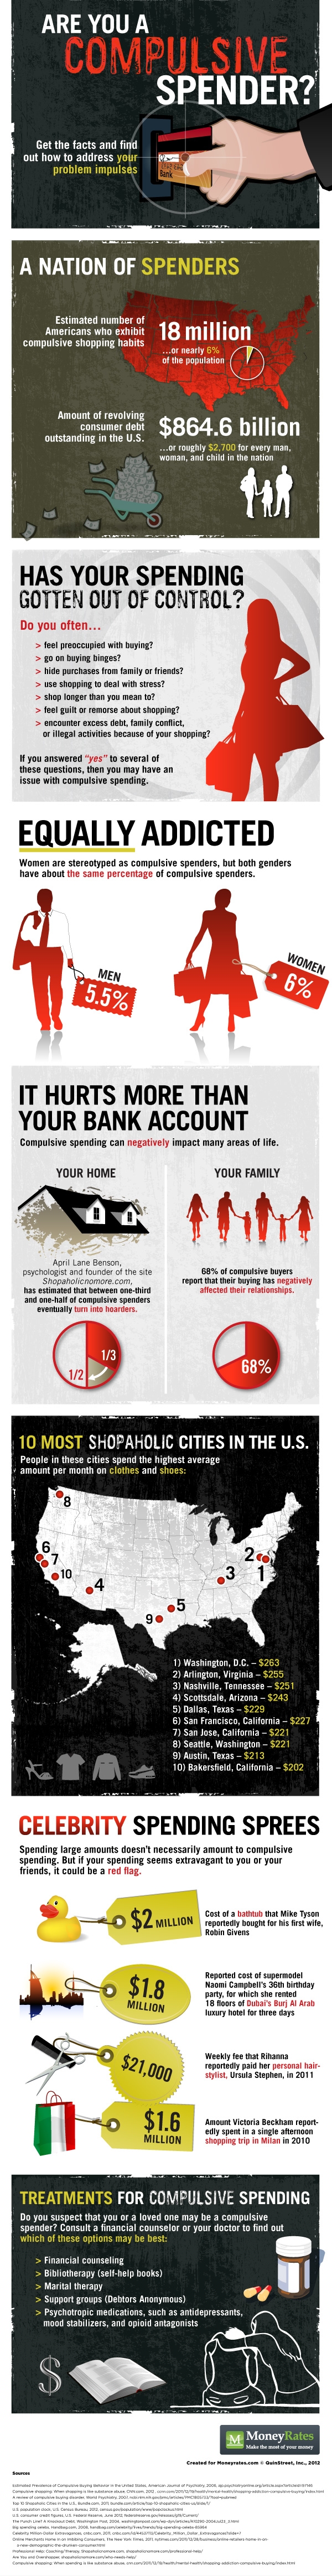 ARE YOU A
COMPULSIVE
SPENDER?
Get the facts and find
out how to address your
problem impulses
Bank
A NATION OF SPENDERS
Estimated number of
Americans who exhibit
compulsive shopping habits
18 million
...or nearly 6%
of the population
Amount of revolving
consumer debt
outstanding in the U.S.
$864.6 billion
...or roughly $2,700 for every man,
woman, and child in the nation
HAS YOUR SPENDING
GOTTEN OUT OF CONTROL?
Do you often...
> feel preoccupied with buying?
> go on buying binges?
> hide purchases from family or friends?
> use shopping to deal with stress?
> shop longer than you mean to?
> feel guilt or remorse about shopping?
> encounter excess debt, family conflict,
or illegal activities because of your shopping?
If you answered "yes" to several of
these questions, then you may have an
issue with compulsive spending.
EQUALLY ADDICTED
Women are stereotyped as compulsive spenders, but both genders
have about the same percentage of compulsive spenders.
MEN
5.5%
WOMEN
6%
IT HURTS MORE THAN
YOUR BANK ACCOUNT
Compulsive spending can negatively impact many areas of life.
YOUR HOME
April Lane Benson,
psychologist and founder of the site
Shopaholicnomore.com,
has estimated that between one-third
and one-half of compulsive spenders
eventually turn into hoarders.
1/3
1/2
YOUR FAMILY
68% of compulsive buyers
report that their buying has negatively
affected their relationships.
68%
10 MOST SHOPAHOLIC CITIES IN THE U.S.
People in these cities spend the highest average
amount per month on clothes and shoes:
8
6
7
10
4
2
1
3
5
9
1) Washington, D.C. – $263
2) Arlington, Virginia – $255
3) Nashville, Tennessee – $251
4) Scottsdale, Arizona – $243
5) Dallas, Texas – $229
6) San Francisco, California – $227
7) San Jose, California – $221
8) Seattle, Washington – $221
9) Austin, Texas – $213
10) Bakersfield, California – $202
CELEBRITY SPENDING SPREES
Spending large amounts doesn't necessarily amount to compulsive
spending. But if your spending seems extravagant to you or your
friends, it could be a red flag.
$2 MILLION
Cost of a bathtub that Mike Tyson
reportedly bought for his first wife,
Robin Givens
$1.8
MILLION
Reported cost of supermodel
Naomi Campbell's 36th birthday
party, for which she rented
18 floors of Dubai's Burj Al Arab
luxury hotel for three days
$21,000
Weekly fee that Rihanna
reportedly paid her personal hair-
stylist, Ursula Stephen, in 2011
$1.6
MILLION
Amount Victoria Beckham report-
edly spent in a single afternoon
shopping trip in Milan in 2010
TREATMENTS FOR COMPULSIVE SPENDING
Do you suspect that you or a loved one may be a compulsive
spender? Consult a financial counselor or your doctor to find out
which of these options may be best:
> Financial counseling
> Bibliotherapy (self-help books)
> Marital therapy
> Support groups (Debtors Anonymous)
> Psychotropic medications, such as antidepressants,
mood stabilizers, and opioid antagonists
$
M
MoneyRates
Make the most of your money
Created for Moneyrates.com © QuinStreet, Inc., 2012
Sources